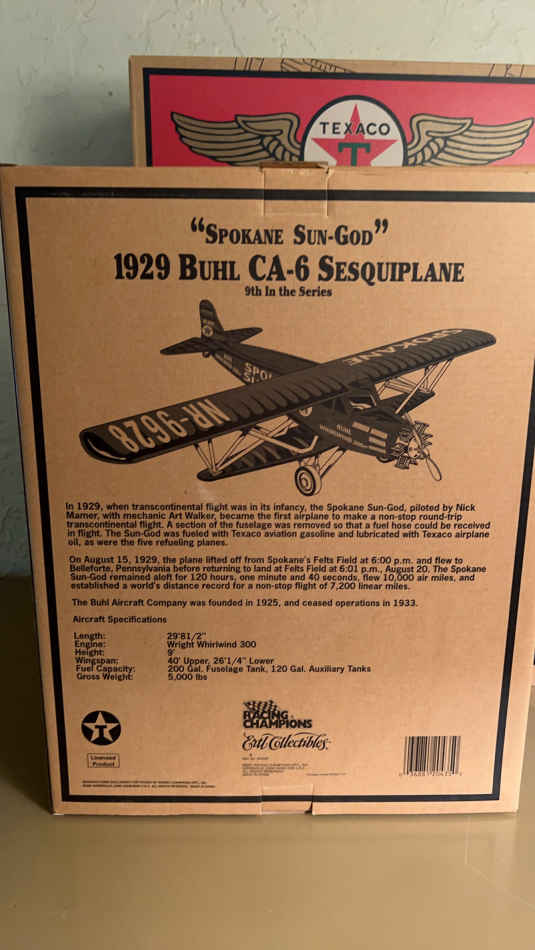 TEXACO
T
“SPOKANE SUN-GOD”
1929 BUHL CA-6 SESQUIPLANE
9th In the Series
SPOKANE
NR-9628
BUHL
In 1929, when transcontinental flight was in its infancy, the Spokane Sun-God, piloted by Nick
Mamer, with mechanic Art Walker, became the first airplane to make a non-stop round-trip
transcontinental flight. A section of the fuselage was removed so that a fuel hose could be received
in flight. The Sun-God was fueled with Texaco aviation gasoline and lubricated with Texaco airplane
oil, as were the five refueling planes.
On August 15, 1929, the plane lifted off from Spokane's Felts Field at 6:00 p.m. and flew to
Belleforte, Pennsylvania before returning to land at Felts Field at 6:01 p.m., August 20. The Spokane
Sun-God remained aloft for 120 hours, one minute and 40 seconds, flew 10,000 air miles, and
established a world's distance record for a non-stop flight of 7,200 linear miles.
The Buhl Aircraft Company was founded in 1925, and ceased operations in 1933.
Aircraft Specifications
Length: 29'81/2"
Engine: Wright Whirlwind 300
Height: 9'
Wingspan: 40' Upper, 26'1/4" Lower
Fuel Capacity: 200 Gal. Fuselage Tank, 120 Gal. Auxiliary Tanks
Gross Weight: 5,000 lbs
RACING
CHAMPIONS
Ertl Collectibles
T
Licensed
Product